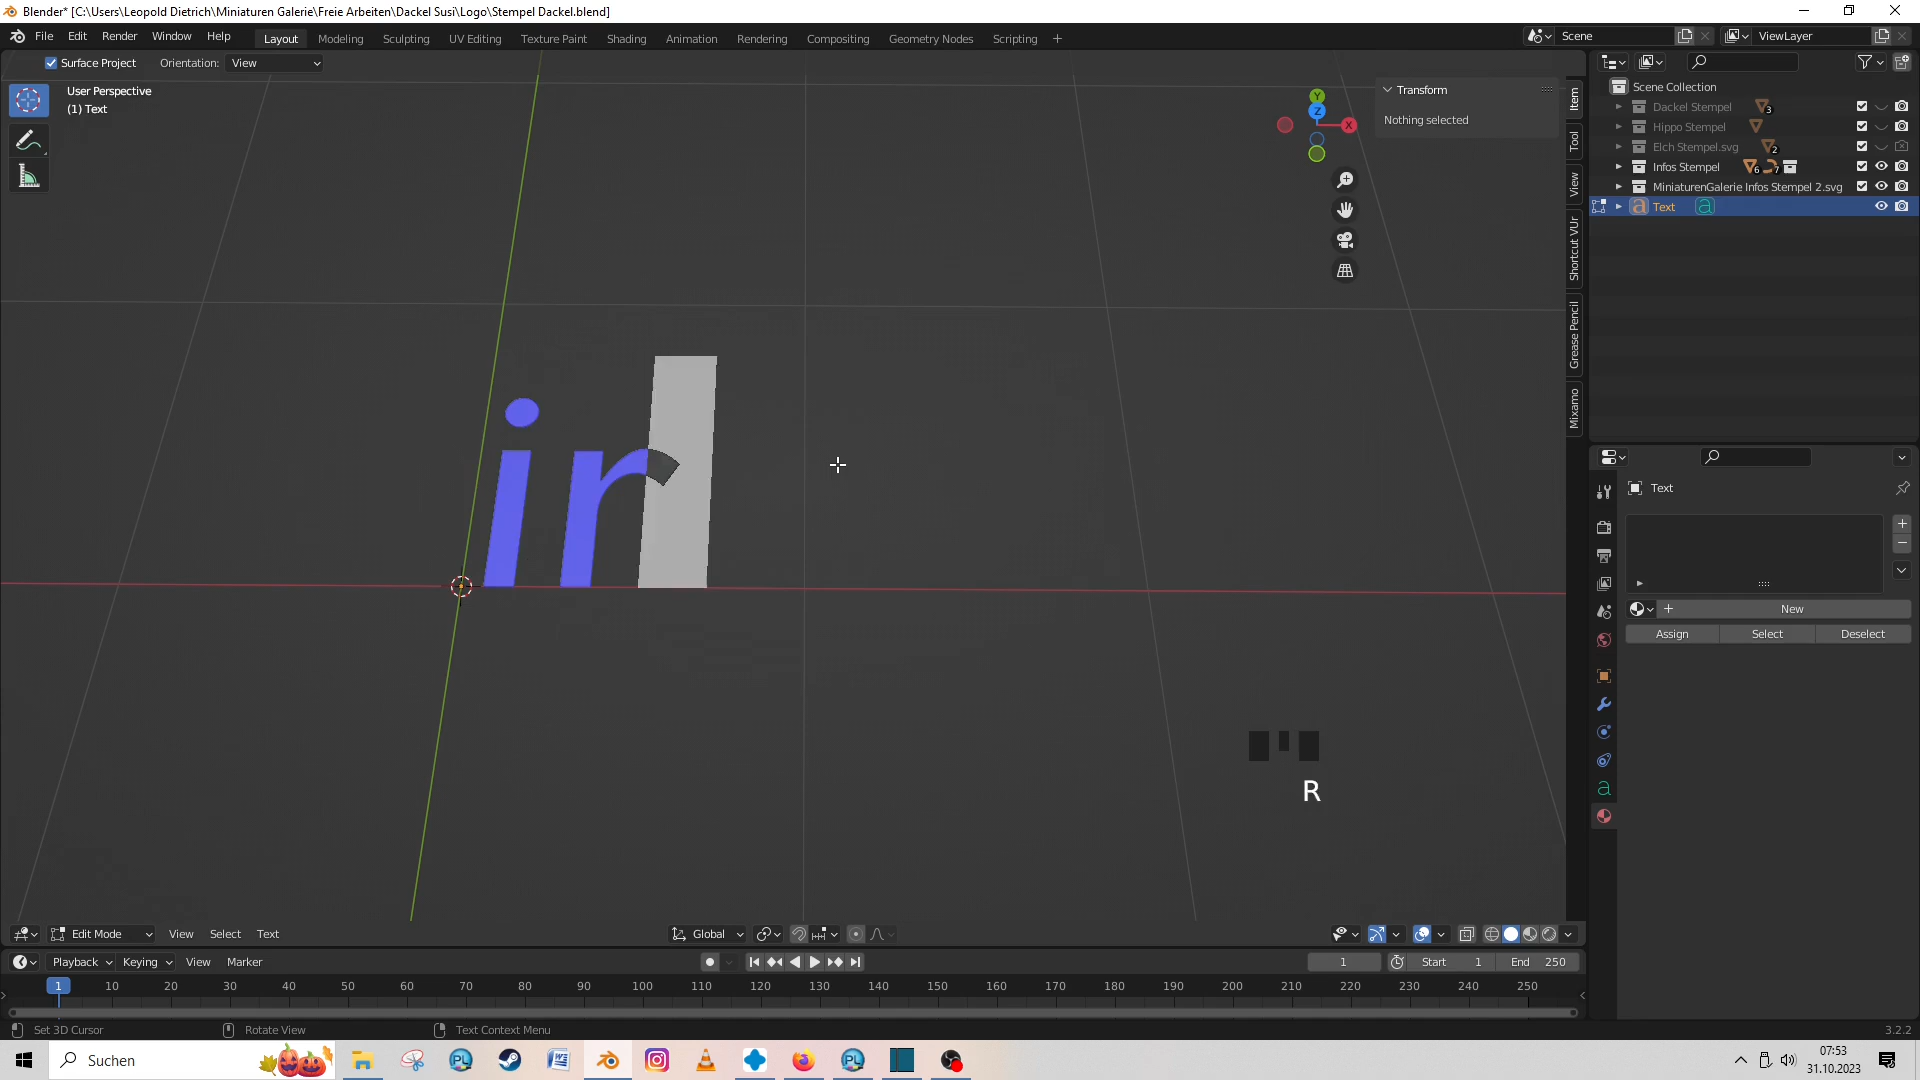 Blender* [C:\Users\Leopold Dietrich\Miniaturen Galerie\Freie Arbeiten\Dackel Susi\Logo\Stempel Dackel.blend]
File Edit Render Window Help Layout Modeling Sculpting UV Editing Texture Paint Shading Animation Rendering Compositing Geometry Nodes Scripting + Scene ViewLayer
Surface Project Orientation: View
User Perspective
(1) Text
Transform
Nothing selected
Item
Tool
View
Shortcut VUr
Grease Pencil
Mixamo
Y
Z
X
Scene Collection
Dackel Stempel 3
Hippo Stempel
Elch Stempel.svg 2
Infos Stempel 6 7
MiniaturenGalerie Infos Stempel 2.svg
Text
ir
R
Text
New
Assign Select Deselect
Edit Mode View Select Text Global
Playback Keying View Marker 1 Start 1 End 250
1 10 20 30 40 50 60 70 80 90 100 110 120 130 140 150 160 170 180 190 200 210 220 230 240 250
Set 3D Cursor Rotate View Text Context Menu 3.2.2
Suchen
07:53
31.10.2023